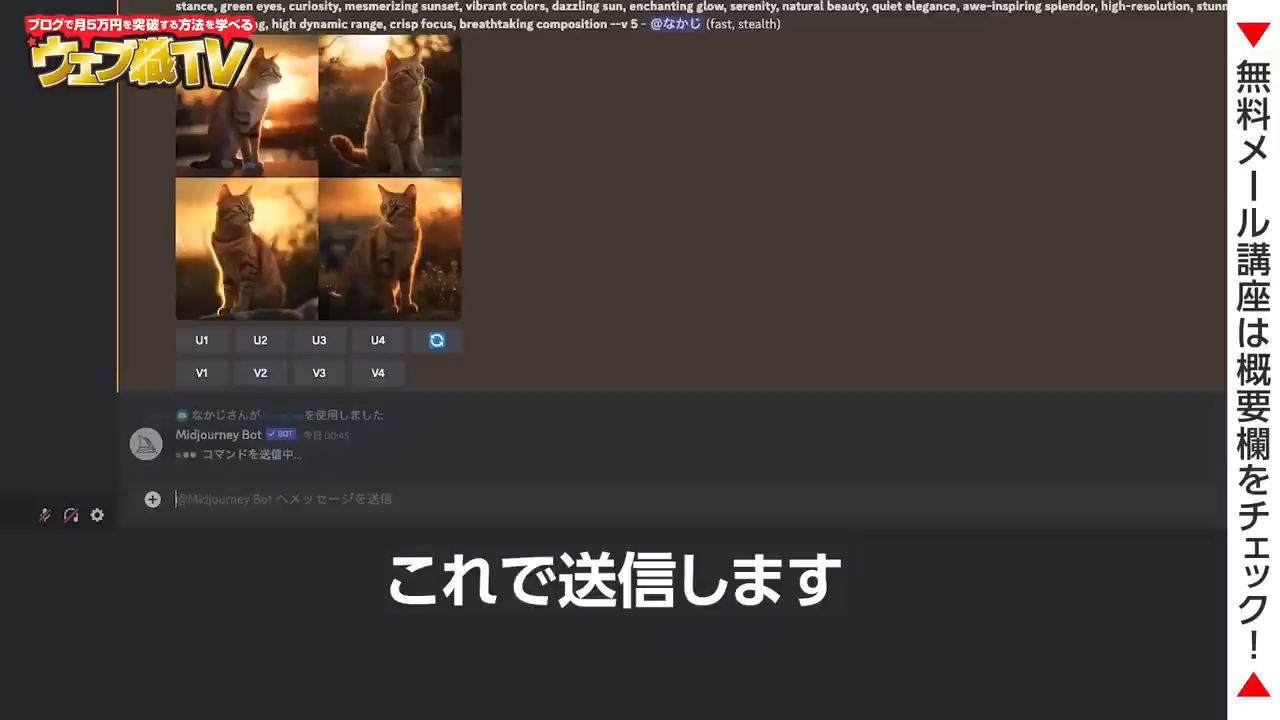 stance, green eyes, curiosity, mesmerizing sunset, vibrant colors, dazzling sun, enchanting glow, serenity, natural beauty, quiet elegance, awe-inspiring splendor, high-resolution, stunn
ブログで月5万円を突破する方法を学べる
ng, high dynamic range, crisp focus, breathtaking composition --v 5 - @なかじ (fast, stealth)
ウェブ職TV
U1 U2 U3 U4
V1 V2 V3 V4
なかじさんが を使用しました
Midjourney Bot ✓ BOT 今日 00:45
コマンドを送信中...
@Midjourney Bot へメッセージを送信
これで送信します
無料メール講座は概要欄をチェック!